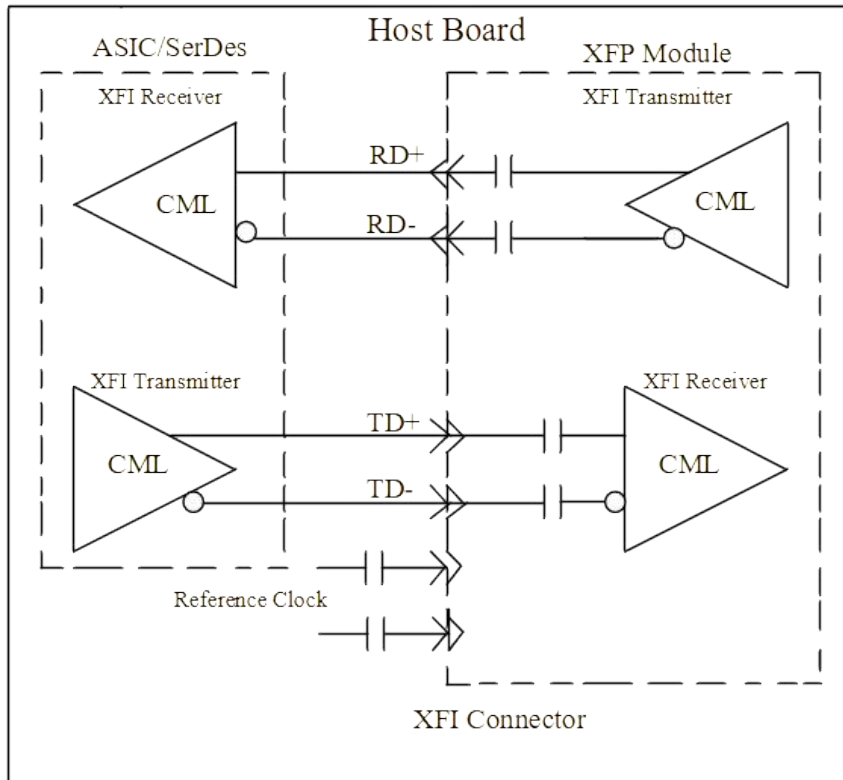 Host Board
ASIC/SerDes
XFP Module
XFI Receiver
XFI Transmitter
RD+
CML
CML
RD-
XFI Transmitter
XFI Receiver
TD+
CML
CML
TD-
Reference Clock
XFI Connector